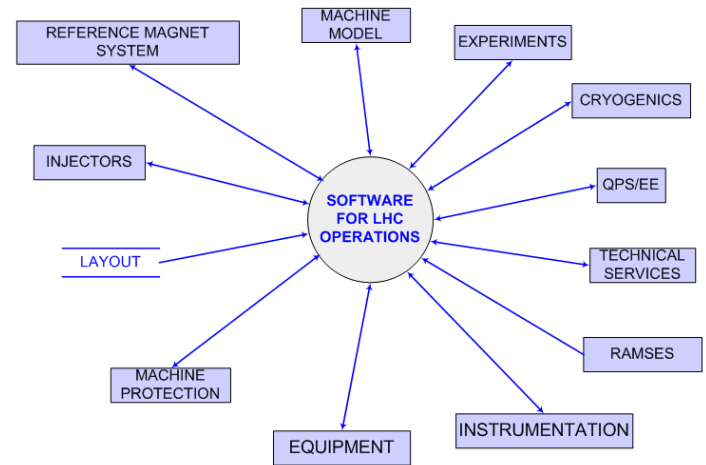 REFERENCE MAGNET
SYSTEM
MACHINE
MODEL
EXPERIMENTS
CRYOGENICS
INJECTORS
QPS/EE
SOFTWARE
FOR LHC
OPERATIONS
LAYOUT
TECHNICAL
SERVICES
RAMSES
MACHINE
PROTECTION
EQUIPMENT
INSTRUMENTATION